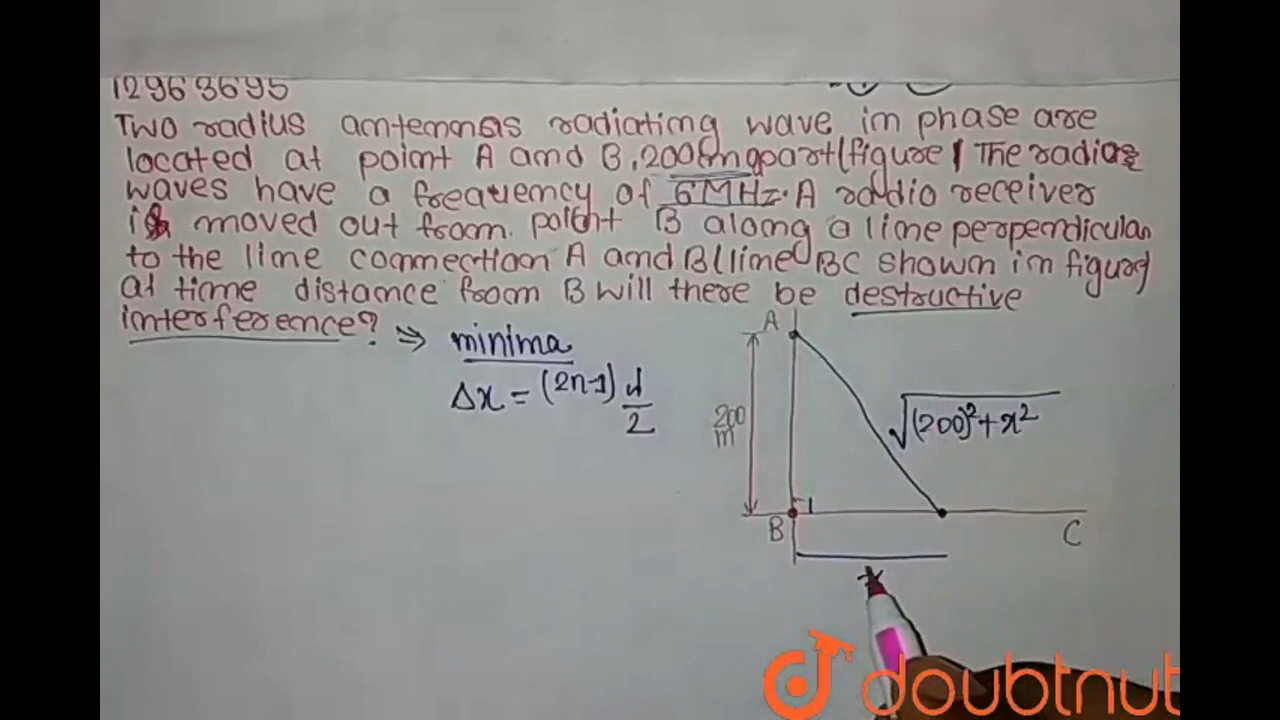 12963695
Two radius antennas radiating wave in phase are
located at point A and B, 200 m apart (figure) The radio
waves have a frequency of 6MHz. A radio receiver
is moved out from point B along a line perpendicular
to the line connection A and B (line BC shown in figure)
at time distance from B will there be destructive
interference? ⇒ minima
Δx = (2n-1) λ/2
A
200
m
√(200)²+x²
B
C
x
doubtnut